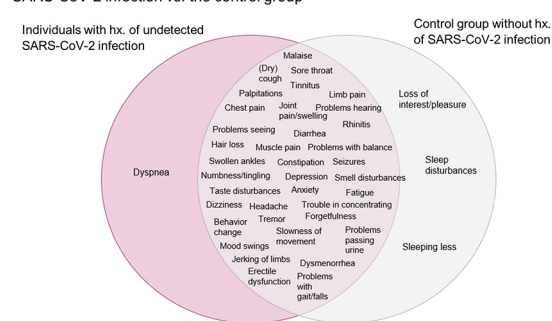 SARS-CoV-2 infection vs. the control group
Individuals with hx. of undetected
SARS-CoV-2 infection
Control group without hx.
of SARS-CoV-2 infection
Malaise
(Dry)
cough
Sore throat
Tinnitus
Palpitations
Limb pain
Chest pain
Joint
pain/swelling
Problems hearing
Rhinitis
Problems seeing
Diarrhea
Hair loss
Muscle pain
Problems with balance
Swollen ankles
Constipation
Seizures
Numbness/tingling
Depression
Smell disturbances
Taste disturbances
Anxiety
Fatigue
Dizziness
Headache
Trouble in concentrating
Behavior
change
Tremor
Forgetfulness
Slowness of
movement
Problems
passing
urine
Mood swings
Jerking of limbs
Dysmenorrhea
Erectile
dysfunction
Problems
with
gait/falls
Dyspnea
Loss of
interest/pleasure
Sleep
disturbances
Sleeping less